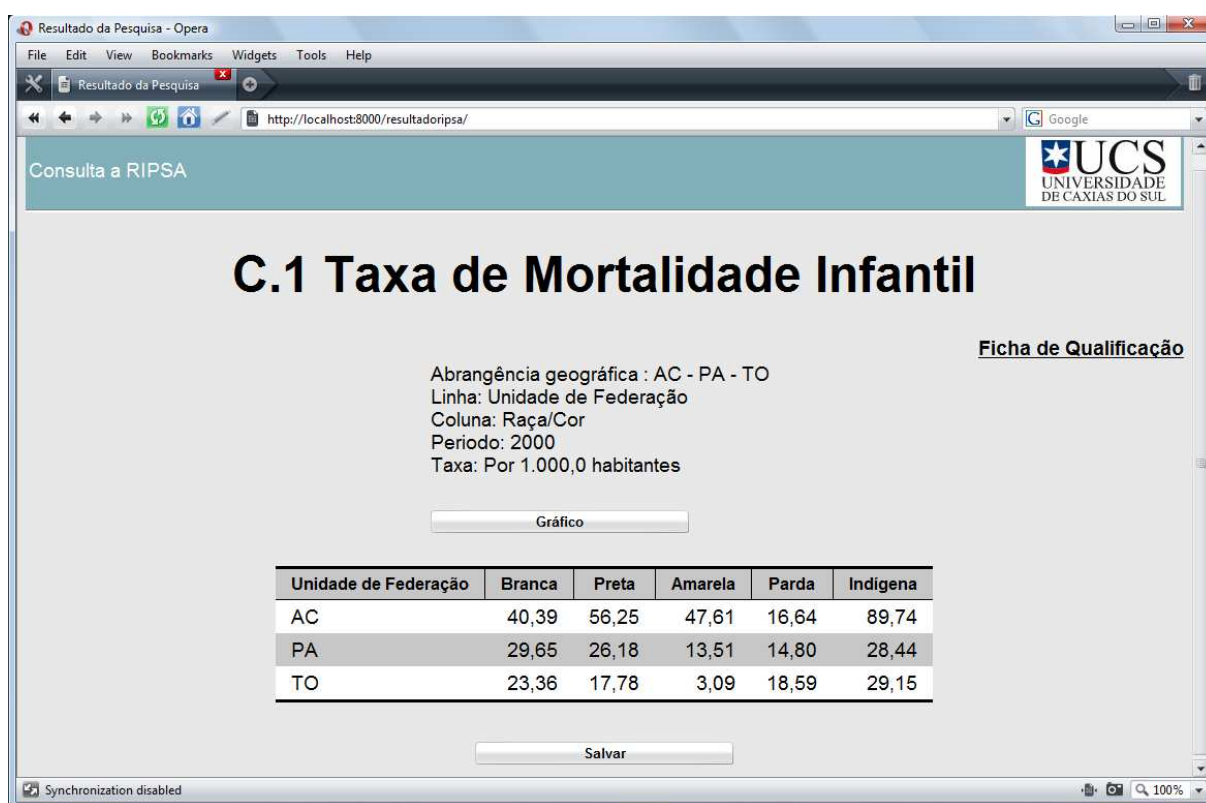 Resultado da Pesquisa - Opera
File Edit View Bookmarks Widgets Tools Help
Resultado da Pesquisa
http://localhost:8000/resultadoripsa/ Google
Consulta a RIPSA
UCS
UNIVERSIDADE
DE CAXIAS DO SUL
C.1 Taxa de Mortalidade Infantil
Ficha de Qualificação
Abrangência geográfica : AC - PA - TO
Linha: Unidade de Federação
Coluna: Raça/Cor
Periodo: 2000
Taxa: Por 1.000,0 habitantes
Gráfico
Unidade de Federação Branca Preta Amarela Parda Indigena
AC 40,39 56,25 47,61 16,64 89,74
PA 29,65 26,18 13,51 14,80 28,44
TO 23,36 17,78 3,09 18,59 29,15
Salvar
Synchronization disabled 100%